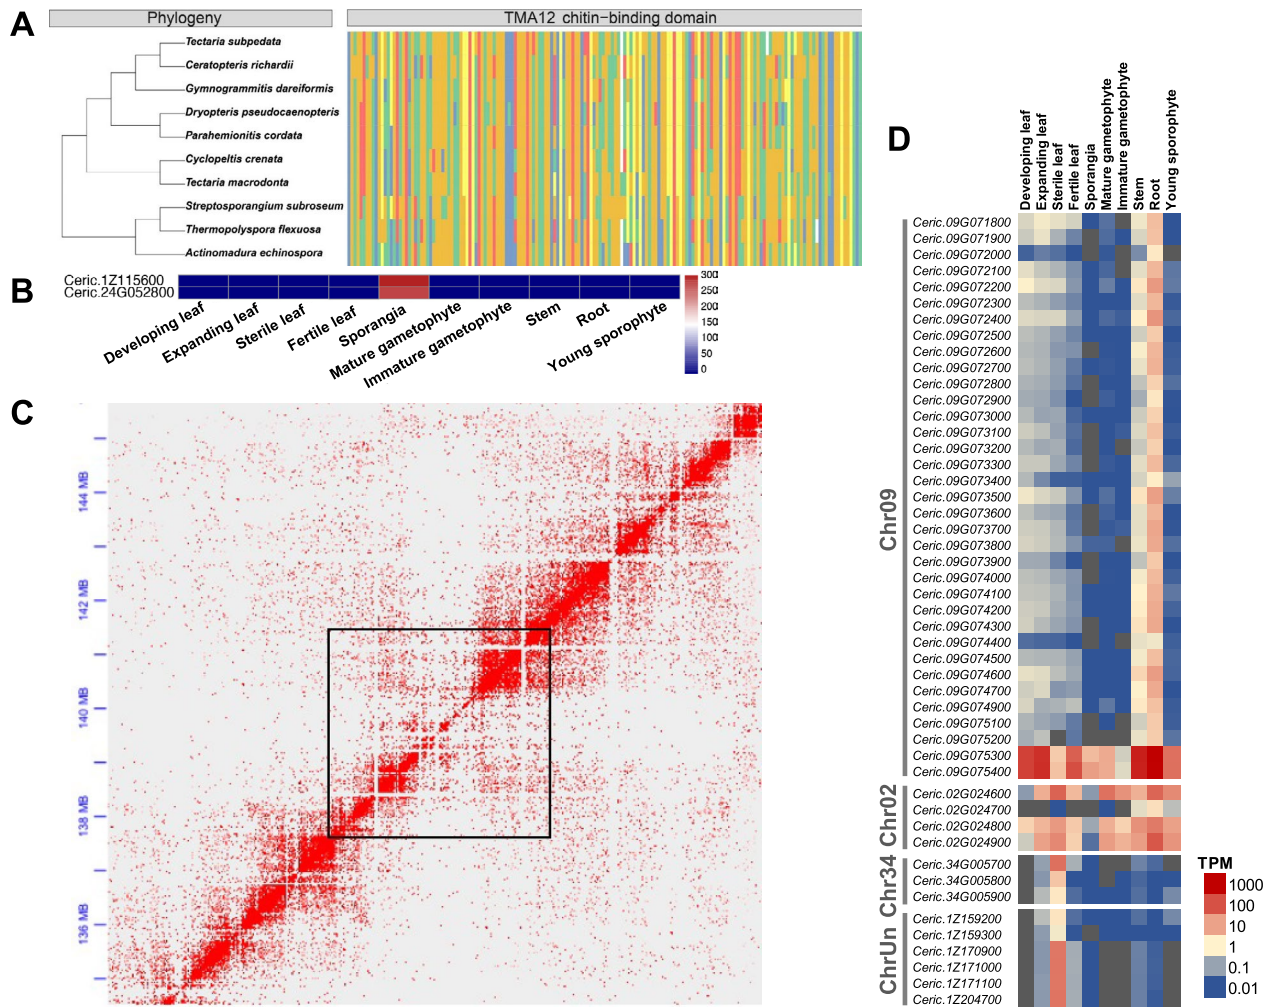 A
Phylogeny
TMA12 chitin-binding domain
Tectaria subpedata
Ceratopteris richardii
Gymnogrammitis dareiformis
Dryopteris pseudocaenopteris
Parahemionitis cordata
Cyclopeltis crenata
Tectaria macrodonta
Streptosporangium subroseum
Thermopolyspora flexuosa
Actinomadura echinospora
B
Ceric.1Z115600
Ceric.24G052800
Developing leaf
Expanding leaf
Sterile leaf
Fertile leaf
Sporangia
Mature gametophyte
Immature gametophyte
Stem
Root
Young sporophyte
300
250
200
150
100
50
0
C
144 MB
142 MB
140 MB
138 MB
136 MB
D
Developing leaf
Expanding leaf
Sterile leaf
Fertile leaf
Sporangia
Mature gametophyte
Immature gametophyte
Stem
Root
Young sporophyte
Chr09
Ceric.09G071800
Ceric.09G071900
Ceric.09G072000
Ceric.09G072100
Ceric.09G072200
Ceric.09G072300
Ceric.09G072400
Ceric.09G072500
Ceric.09G072600
Ceric.09G072700
Ceric.09G072800
Ceric.09G072900
Ceric.09G073000
Ceric.09G073100
Ceric.09G073200
Ceric.09G073300
Ceric.09G073400
Ceric.09G073500
Ceric.09G073600
Ceric.09G073700
Ceric.09G073800
Ceric.09G073900
Ceric.09G074000
Ceric.09G074100
Ceric.09G074200
Ceric.09G074300
Ceric.09G074400
Ceric.09G074500
Ceric.09G074600
Ceric.09G074700
Ceric.09G074900
Ceric.09G075100
Ceric.09G075200
Ceric.09G075300
Ceric.09G075400
Chr02
Ceric.02G024600
Ceric.02G024700
Ceric.02G024800
Ceric.02G024900
Chr34
Ceric.34G005700
Ceric.34G005800
Ceric.34G005900
ChrUn
Ceric.1Z159200
Ceric.1Z159300
Ceric.1Z170900
Ceric.1Z171000
Ceric.1Z171100
Ceric.1Z204700
TPM
1000
100
10
1
0.1
0.01